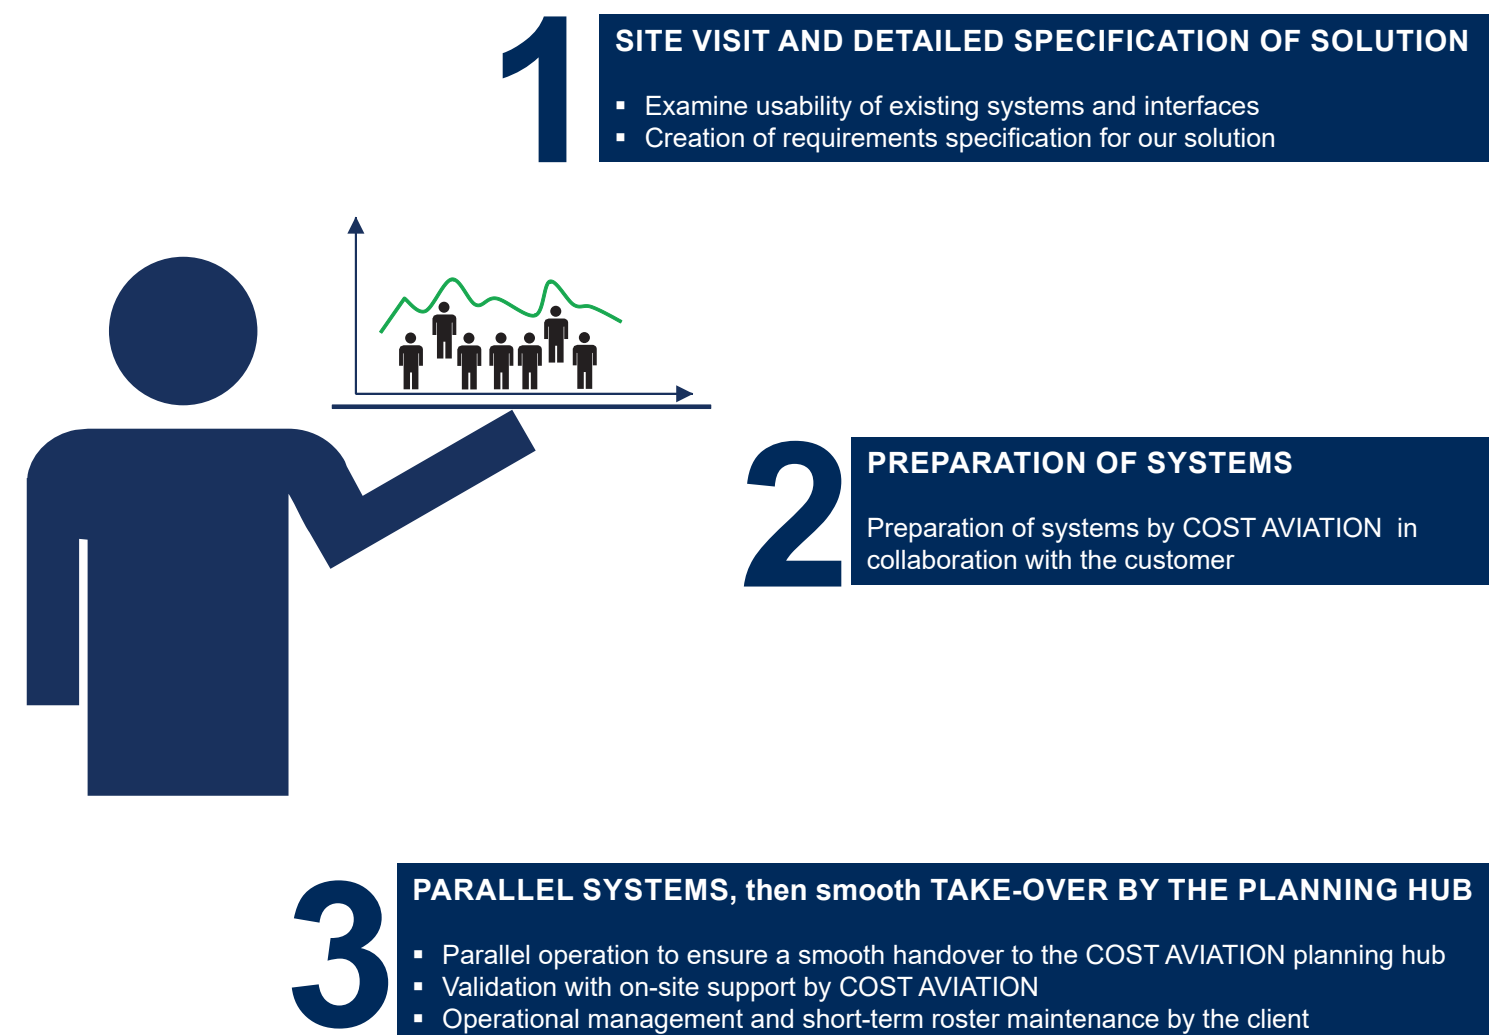 1
SITE VISIT AND DETAILED SPECIFICATION OF SOLUTION
▪ Examine usability of existing systems and interfaces
▪ Creation of requirements specification for our solution
2
PREPARATION OF SYSTEMS
Preparation of systems by COST AVIATION  in
collaboration with the customer
3
PARALLEL SYSTEMS, then smooth TAKE-OVER BY THE PLANNING HUB
▪ Parallel operation to ensure a smooth handover to the COST AVIATION planning hub
▪ Validation with on-site support by COST AVIATION
▪ Operational management and short-term roster maintenance by the client